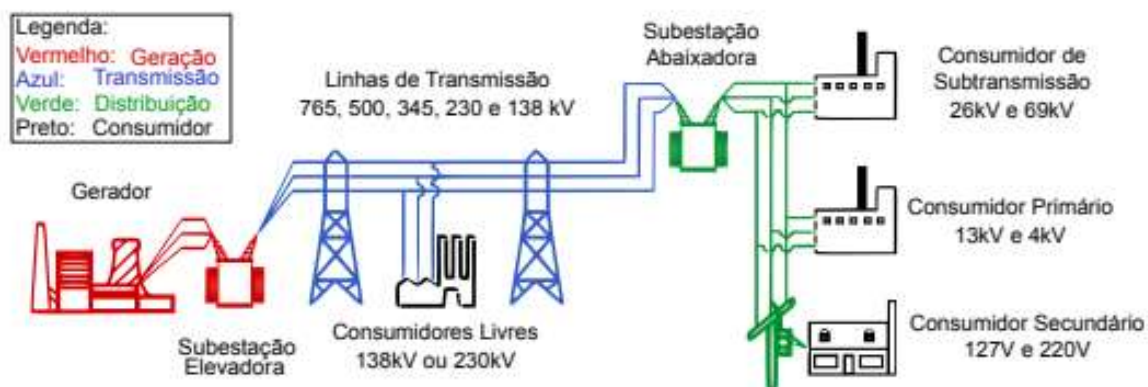 Legenda:
Vermelho: Geração
Azul: Transmissão
Verde: Distribuição
Preto: Consumidor
Gerador
Subestação
Elevadora
Linhas de Transmissão
765, 500, 345, 230 e 138 kV
Consumidores Livres
138kV ou 230kV
Subestação
Abaixadora
Consumidor de
Subtransmissão
26kV e 69kV
Consumidor Primário
13kV e 4kV
Consumidor Secundário
127V e 220V